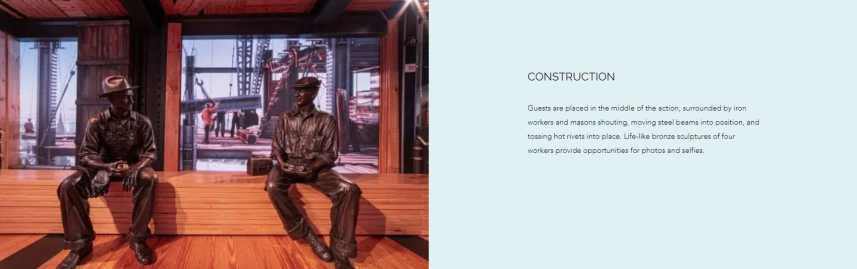 CONSTRUCTION
Guests are placed in the middle of the action, surrounded by iron
workers and masons shouting, moving steel beams into position, and
tossing hot rivets into place. Life-like bronze sculptures of four
workers provide opportunities for photos and selfies.